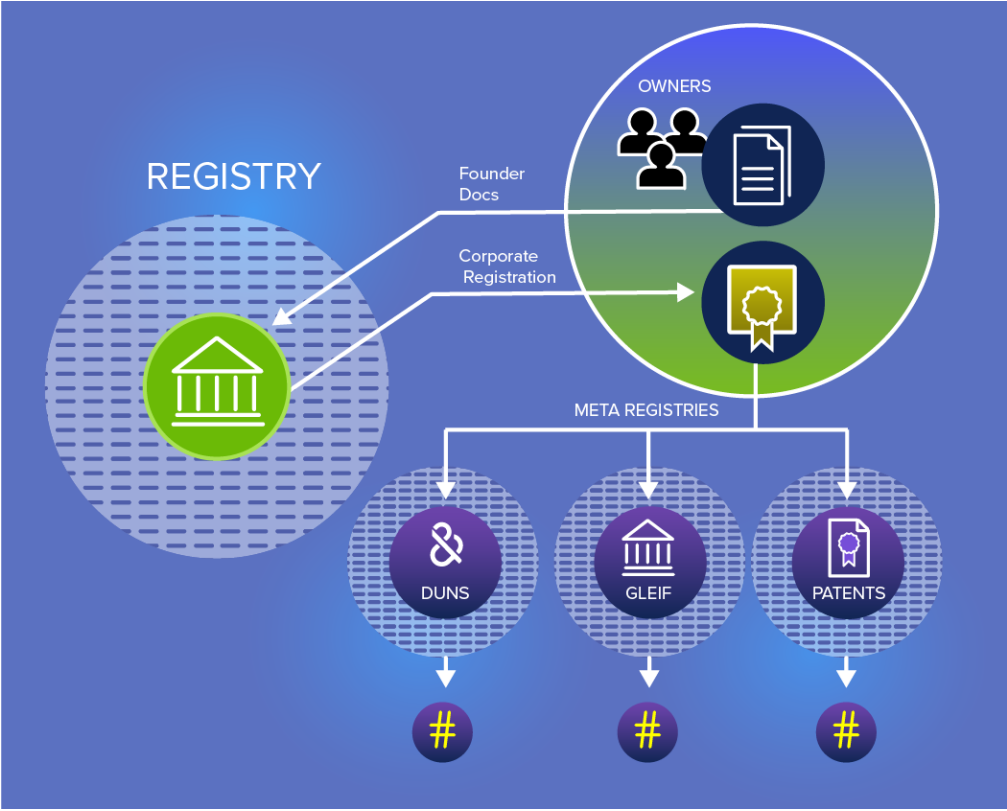 OWNERS
REGISTRY
Founder
Docs
Corporate
Registration
META REGISTRIES
DUNS
GLEIF
PATENTS
#
#
#